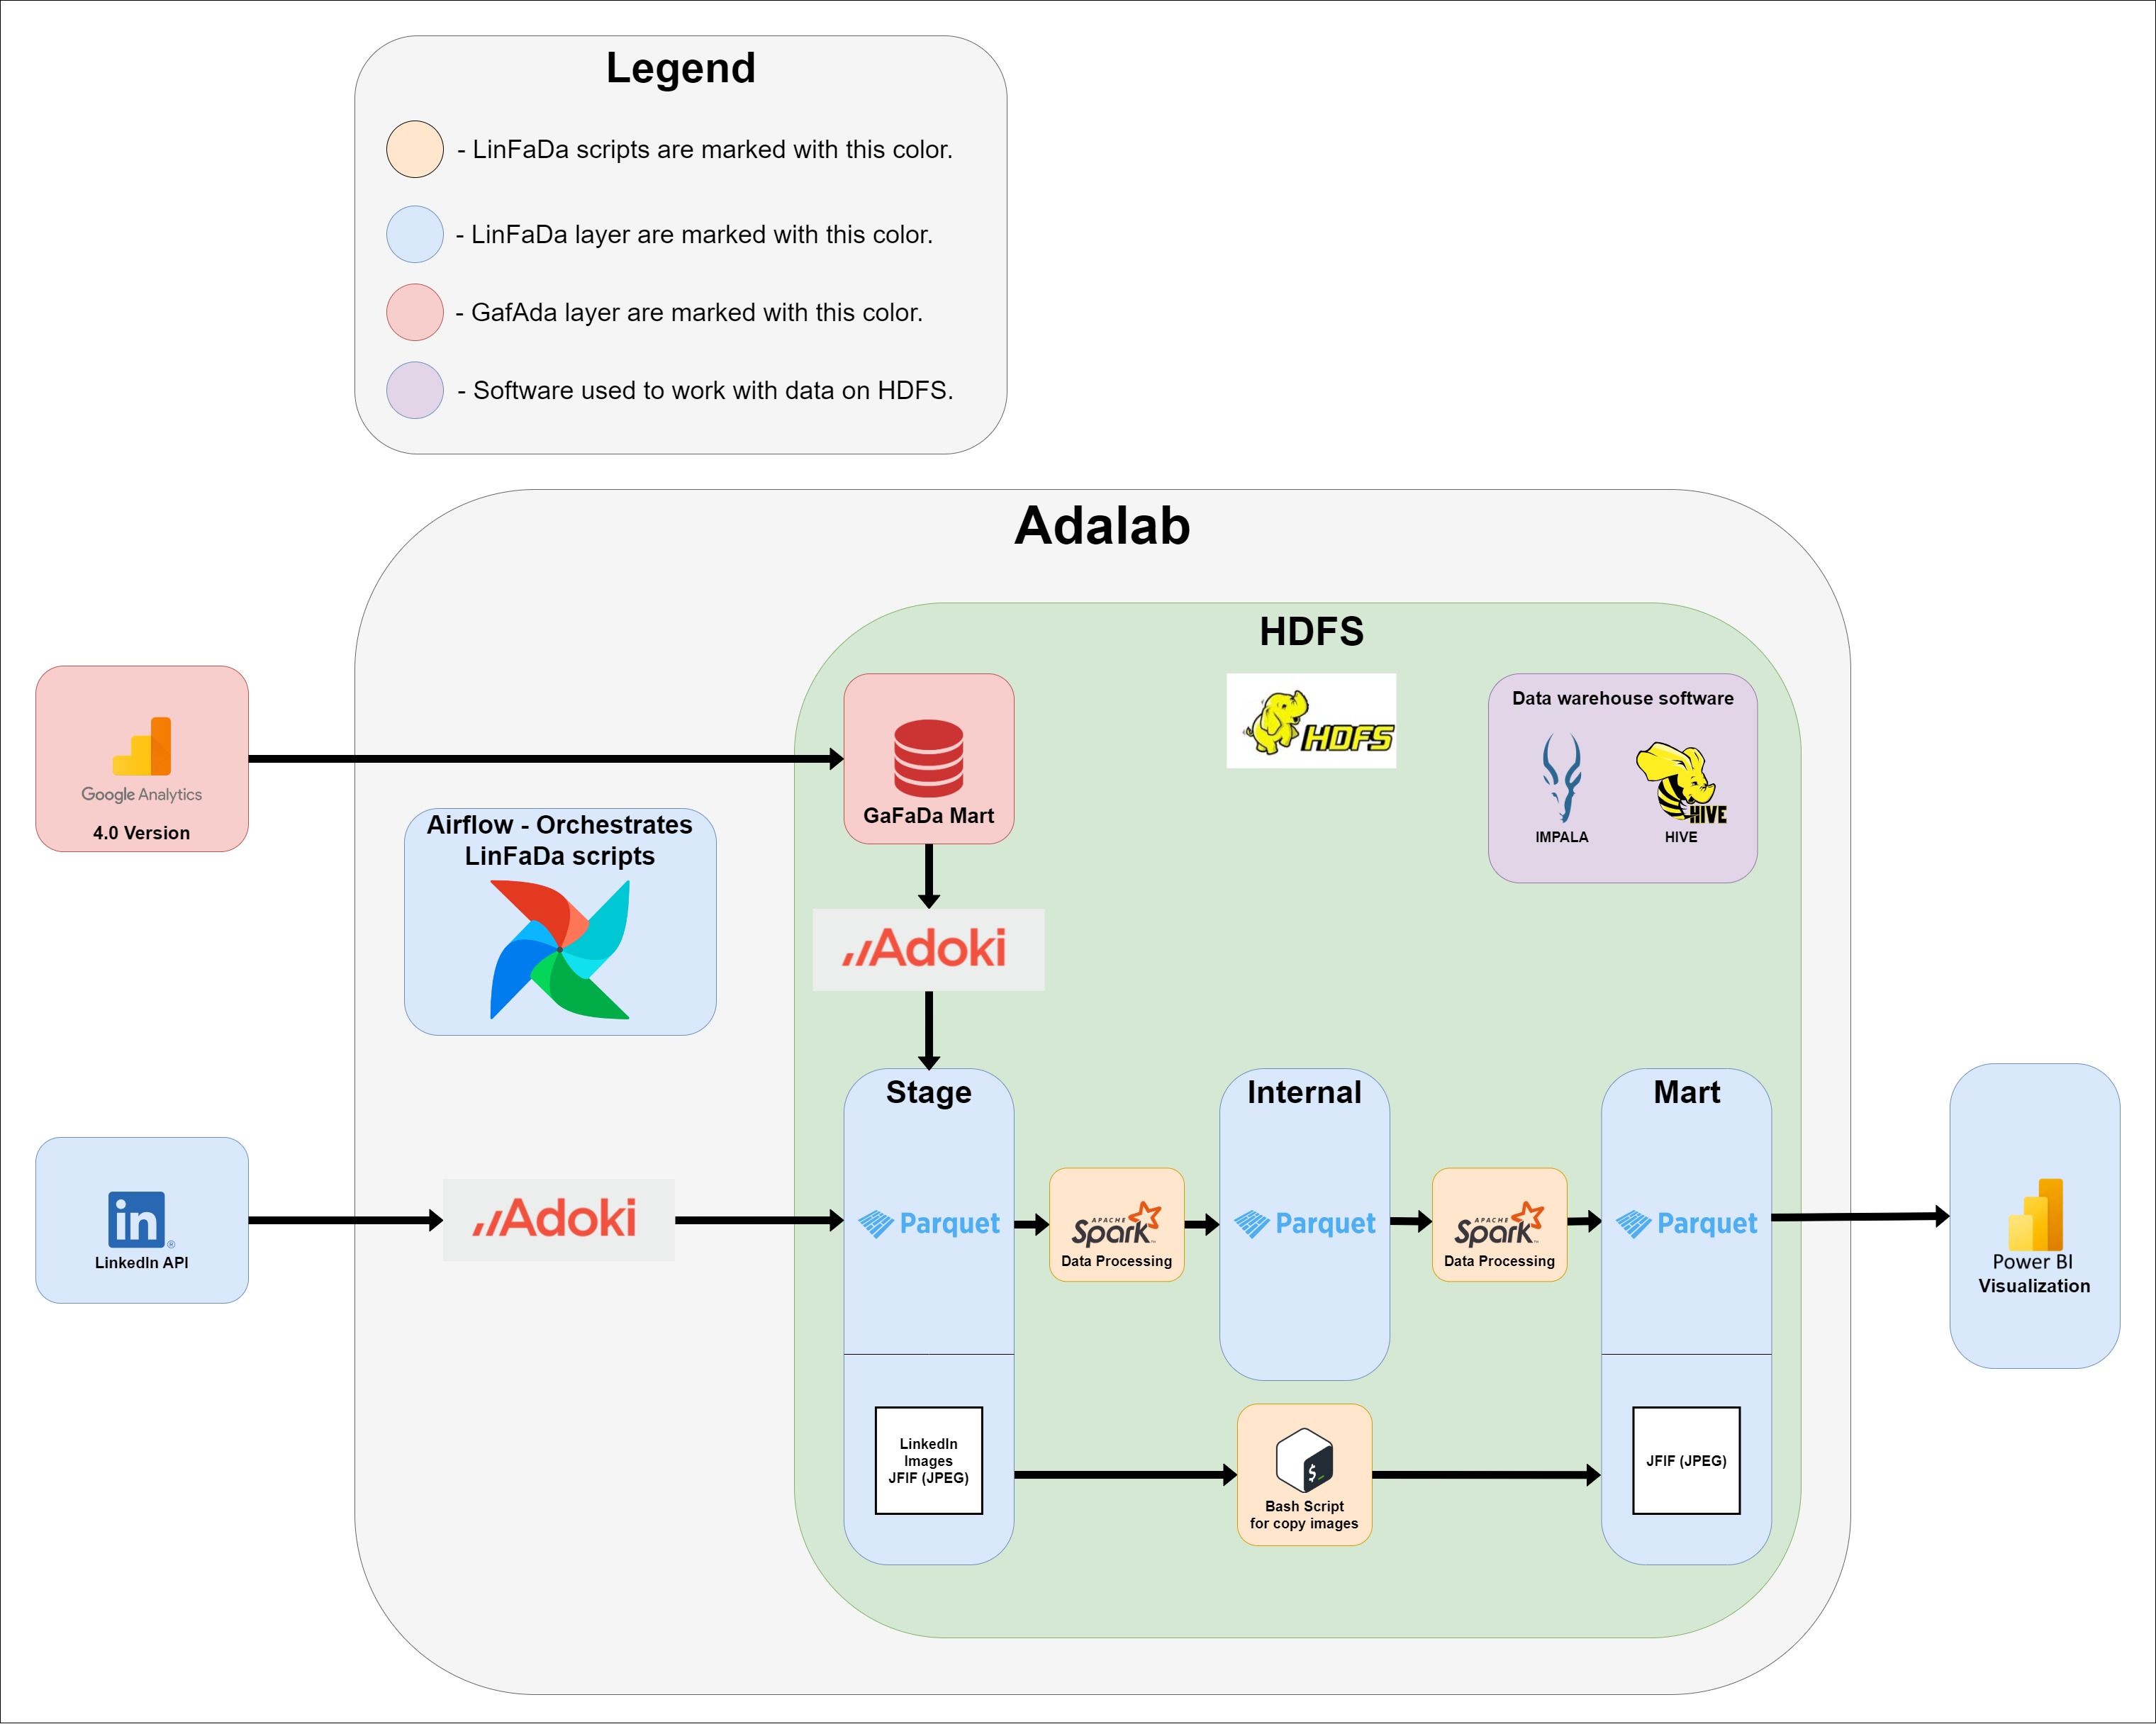 Legend
- LinFaDa scripts are marked with this color.
- LinFaDa layer are marked with this color.
- GafAda layer are marked with this color.
- Software used to work with data on HDFS.
Adalab
HDFS
HDFS
Data warehouse software
IMPALA
HIVE
HIVE
Google Analytics
4.0 Version
GaFaDa Mart
Airflow - Orchestrates
LinFaDa scripts
Adoki
Stage
Internal
Mart
in
LinkedIn API
Adoki
Parquet
APACHE
Spark™
Data Processing
Parquet
APACHE
Spark™
Data Processing
Parquet
Power BI
Visualization
LinkedIn
Images
JFIF (JPEG)
$_
Bash Script
for copy images
JFIF (JPEG)